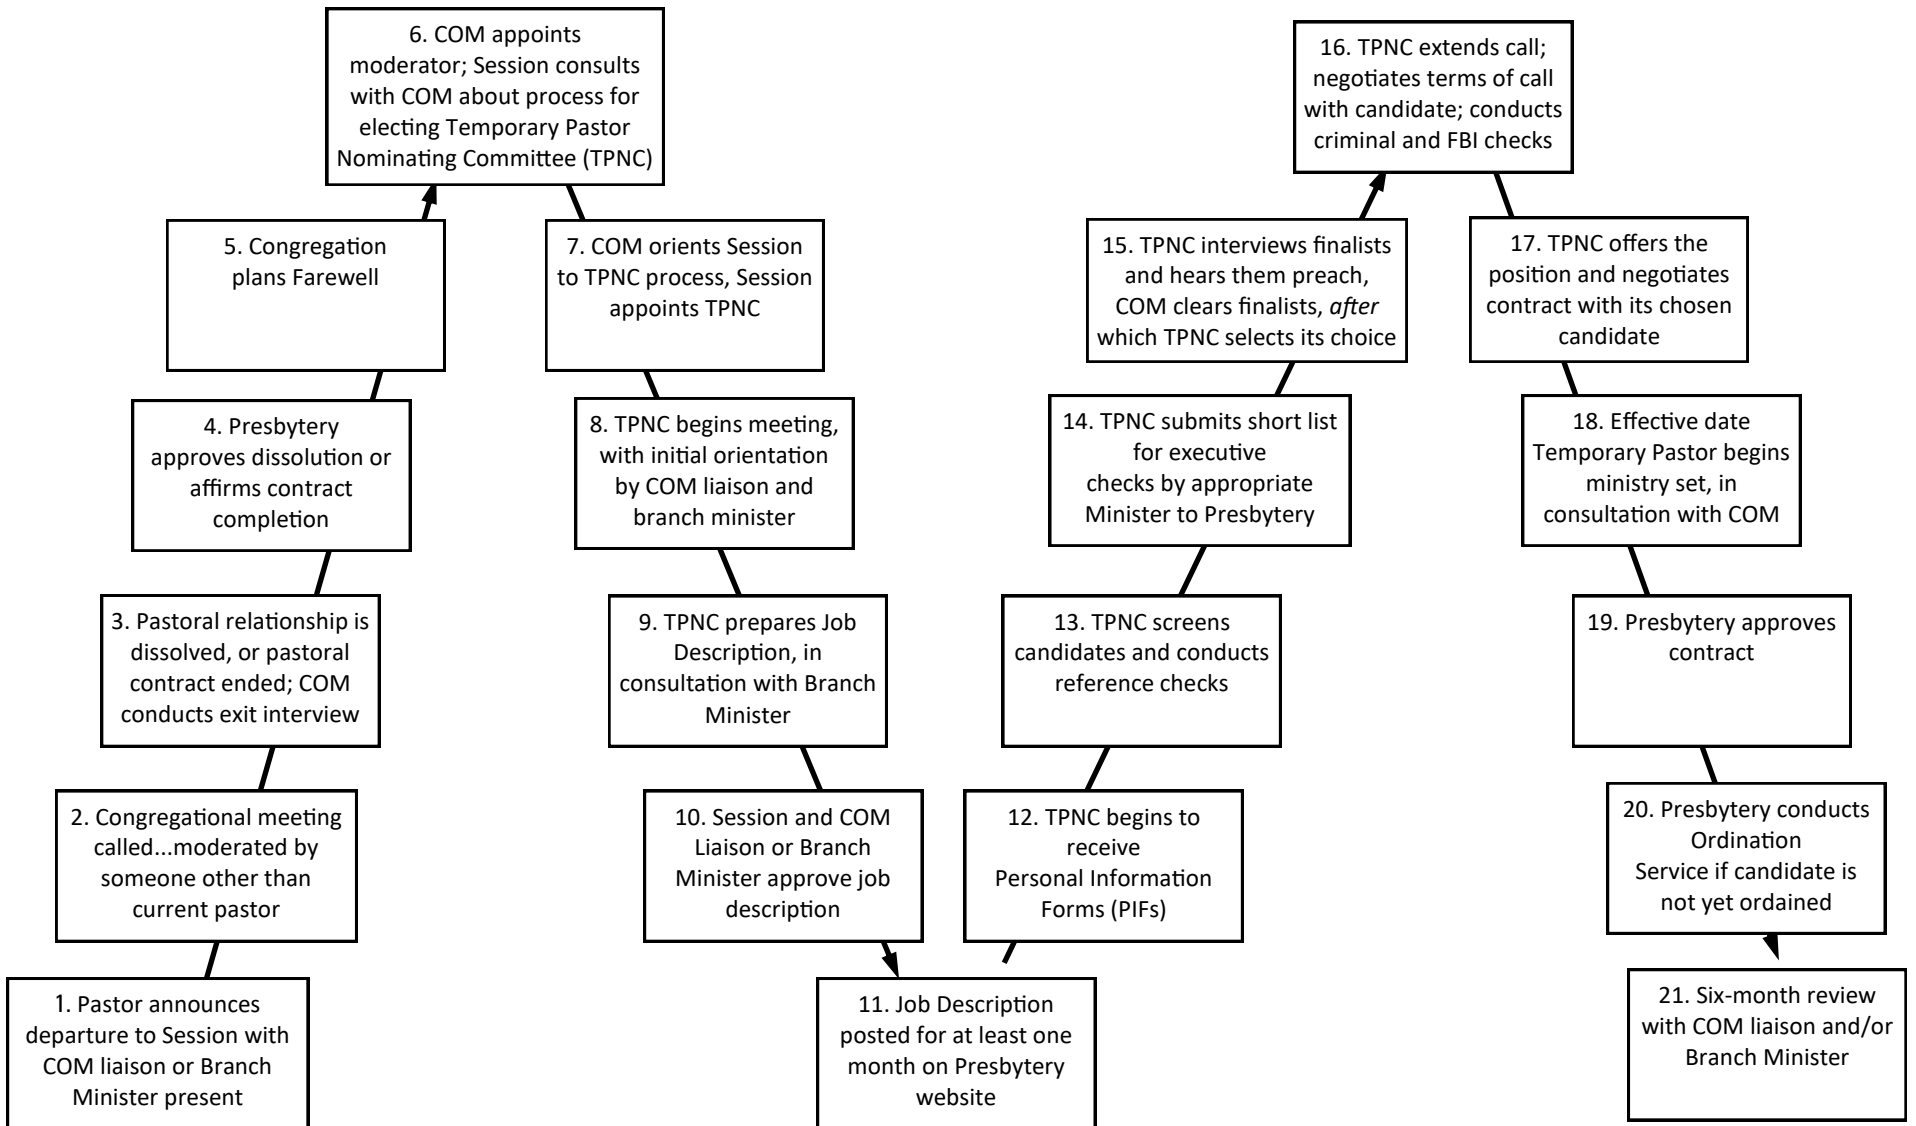 1. Pastor announces
departure to Session with
COM liaison or Branch
Minister present
2. Congregational meeting
called...moderated by
someone other than
current pastor
3. Pastoral relationship is
dissolved, or pastoral
contract ended; COM
conducts exit interview
4. Presbytery
approves dissolution or
affirms contract
completion
5. Congregation
plans Farewell
6. COM appoints
moderator; Session consults
with COM about process for
electing Temporary Pastor
Nominating Committee (TPNC)
7. COM orients Session
to TPNC process, Session
appoints TPNC
8. TPNC begins meeting,
with initial orientation
by COM liaison and
branch minister
9. TPNC prepares Job
Description, in
consultation with Branch
Minister
10. Session and COM
Liaison or Branch
Minister approve job
description
11. Job Description
posted for at least one
month on Presbytery
website
12. TPNC begins to
receive
Personal Information
Forms (PIFs)
13. TPNC screens
candidates and conducts
reference checks
14. TPNC submits short list
for executive
checks by appropriate
Minister to Presbytery
15. TPNC interviews finalists
and hears them preach,
COM clears finalists, after
which TPNC selects its choice
16. TPNC extends call;
negotiates terms of call
with candidate; conducts
criminal and FBI checks
17. TPNC offers the
position and negotiates
contract with its chosen
candidate
18. Effective date
Temporary Pastor begins
ministry set, in
consultation with COM
19. Presbytery approves
contract
20. Presbytery conducts
Ordination
Service if candidate is
not yet ordained
21. Six-month review
with COM liaison and/or
Branch Minister